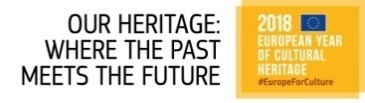 OUR HERITAGE:
WHERE THE PAST
MEETS THE FUTURE
2018
EUROPEAN YEAR
OF CULTURAL
HERITAGE
#EuropeForCulture